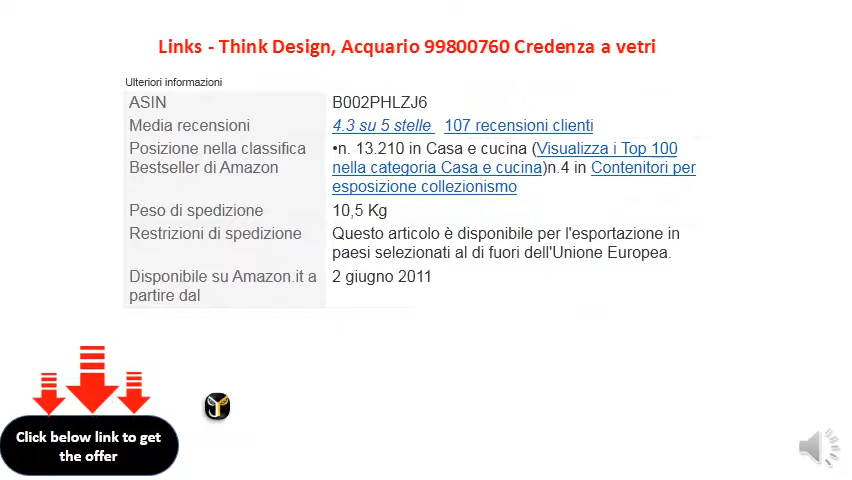 Links - Think Design, Acquario 99800760 Credenza a vetri
Ulteriori informazioni
ASIN B002PHLZJ6
Media recensioni 4.3 su 5 stelle 107 recensioni clienti
Posizione nella classifica •n. 13.210 in Casa e cucina (Visualizza i Top 100
Bestseller di Amazon nella categoria Casa e cucina)n.4 in Contenitori per
esposizione collezionismo
Peso di spedizione 10,5 Kg
Restrizioni di spedizione Questo articolo è disponibile per l'esportazione in
paesi selezionati al di fuori dell'Unione Europea.
Disponibile su Amazon.it a 2 giugno 2011
partire dal
Click below link to get
the offer